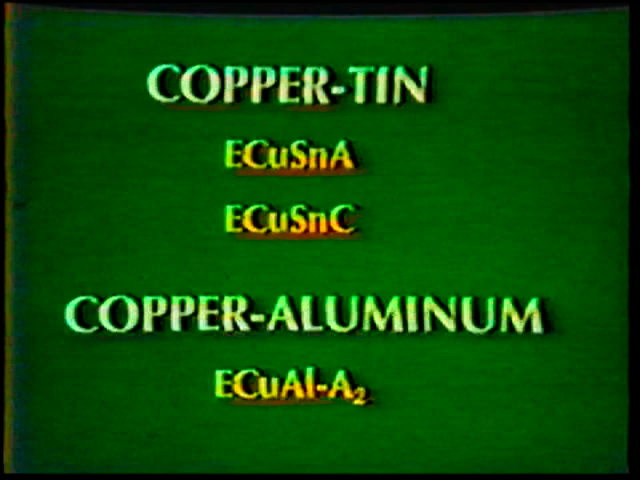 COPPER-TIN
ECuSnA
ECuSnC
COPPER-ALUMINUM
ECuAl-A₂